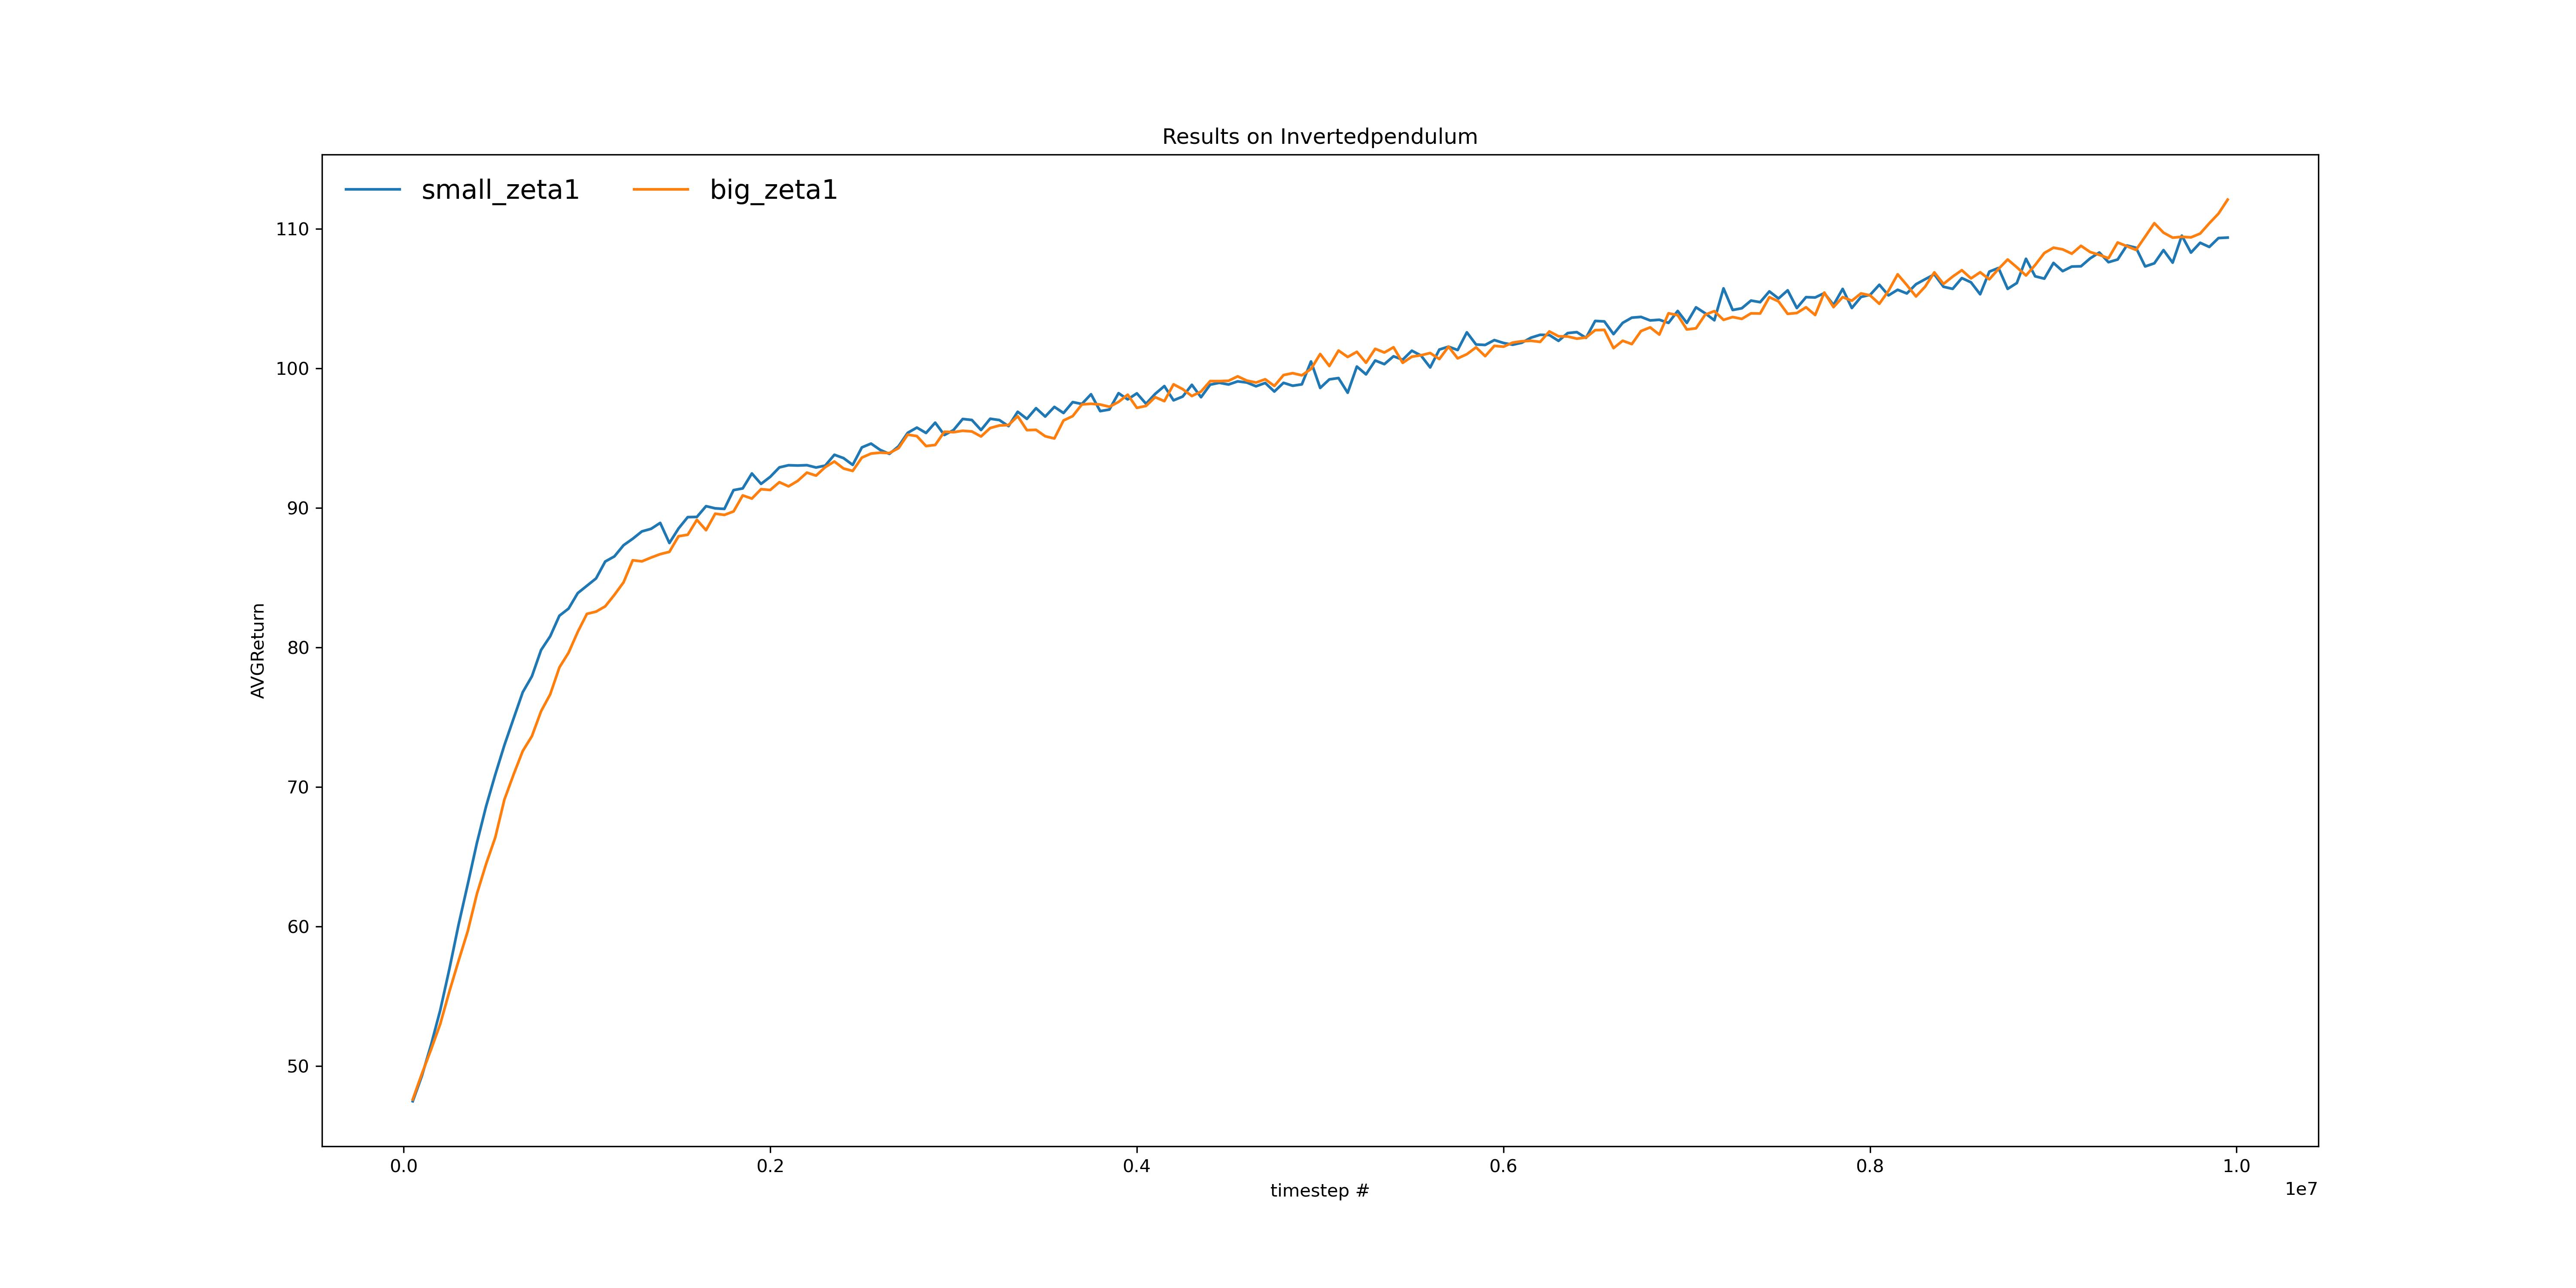 Results on Invertedpendulum
small_zeta1 big_zeta1
110
100
90
80
70
60
50
AVGReturn
0.0 0.2 0.4 0.6 0.8 1.0
timestep #
1e7